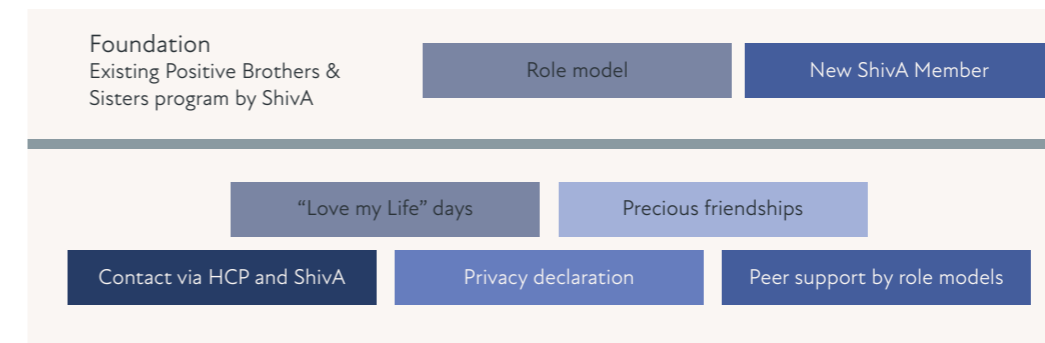 Foundation
Existing Positive Brothers &
Sisters program by ShivA
Role model
New ShivA Member
“Love my Life” days
Precious friendships
Contact via HCP and ShivA
Privacy declaration
Peer support by role models